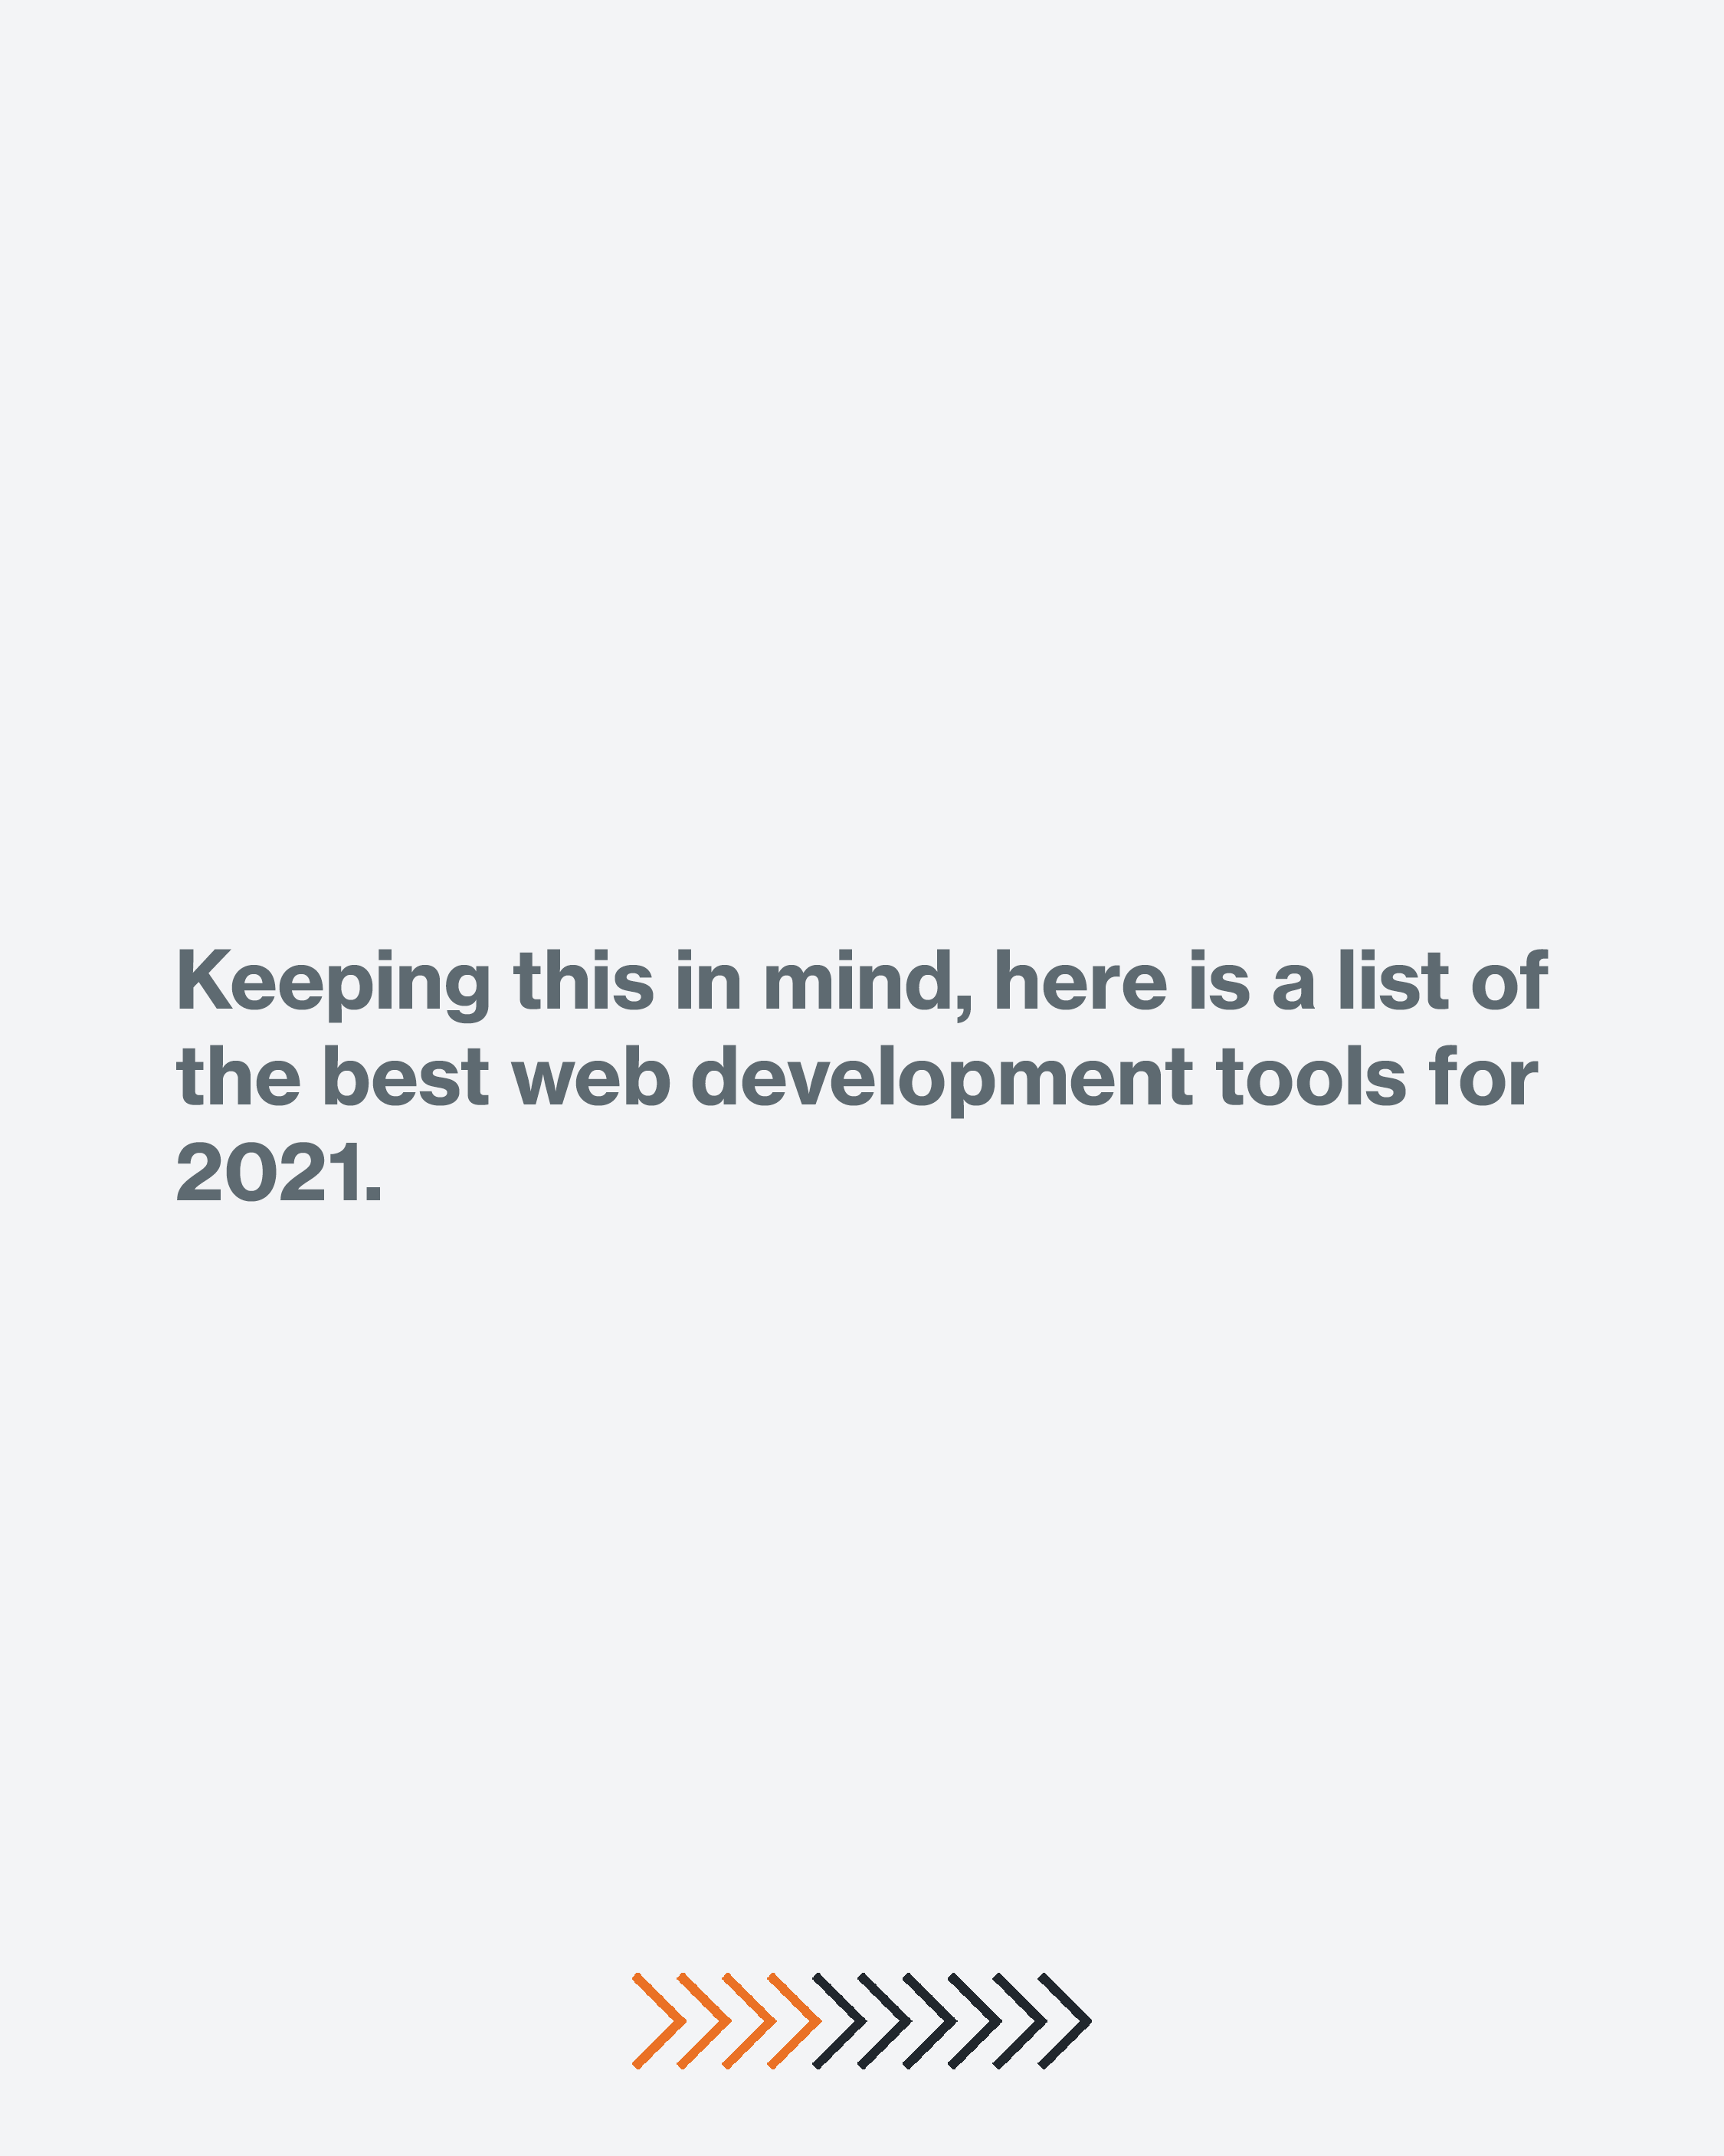 Keeping this in mind, here is a list of
the best web development tools for
2021.